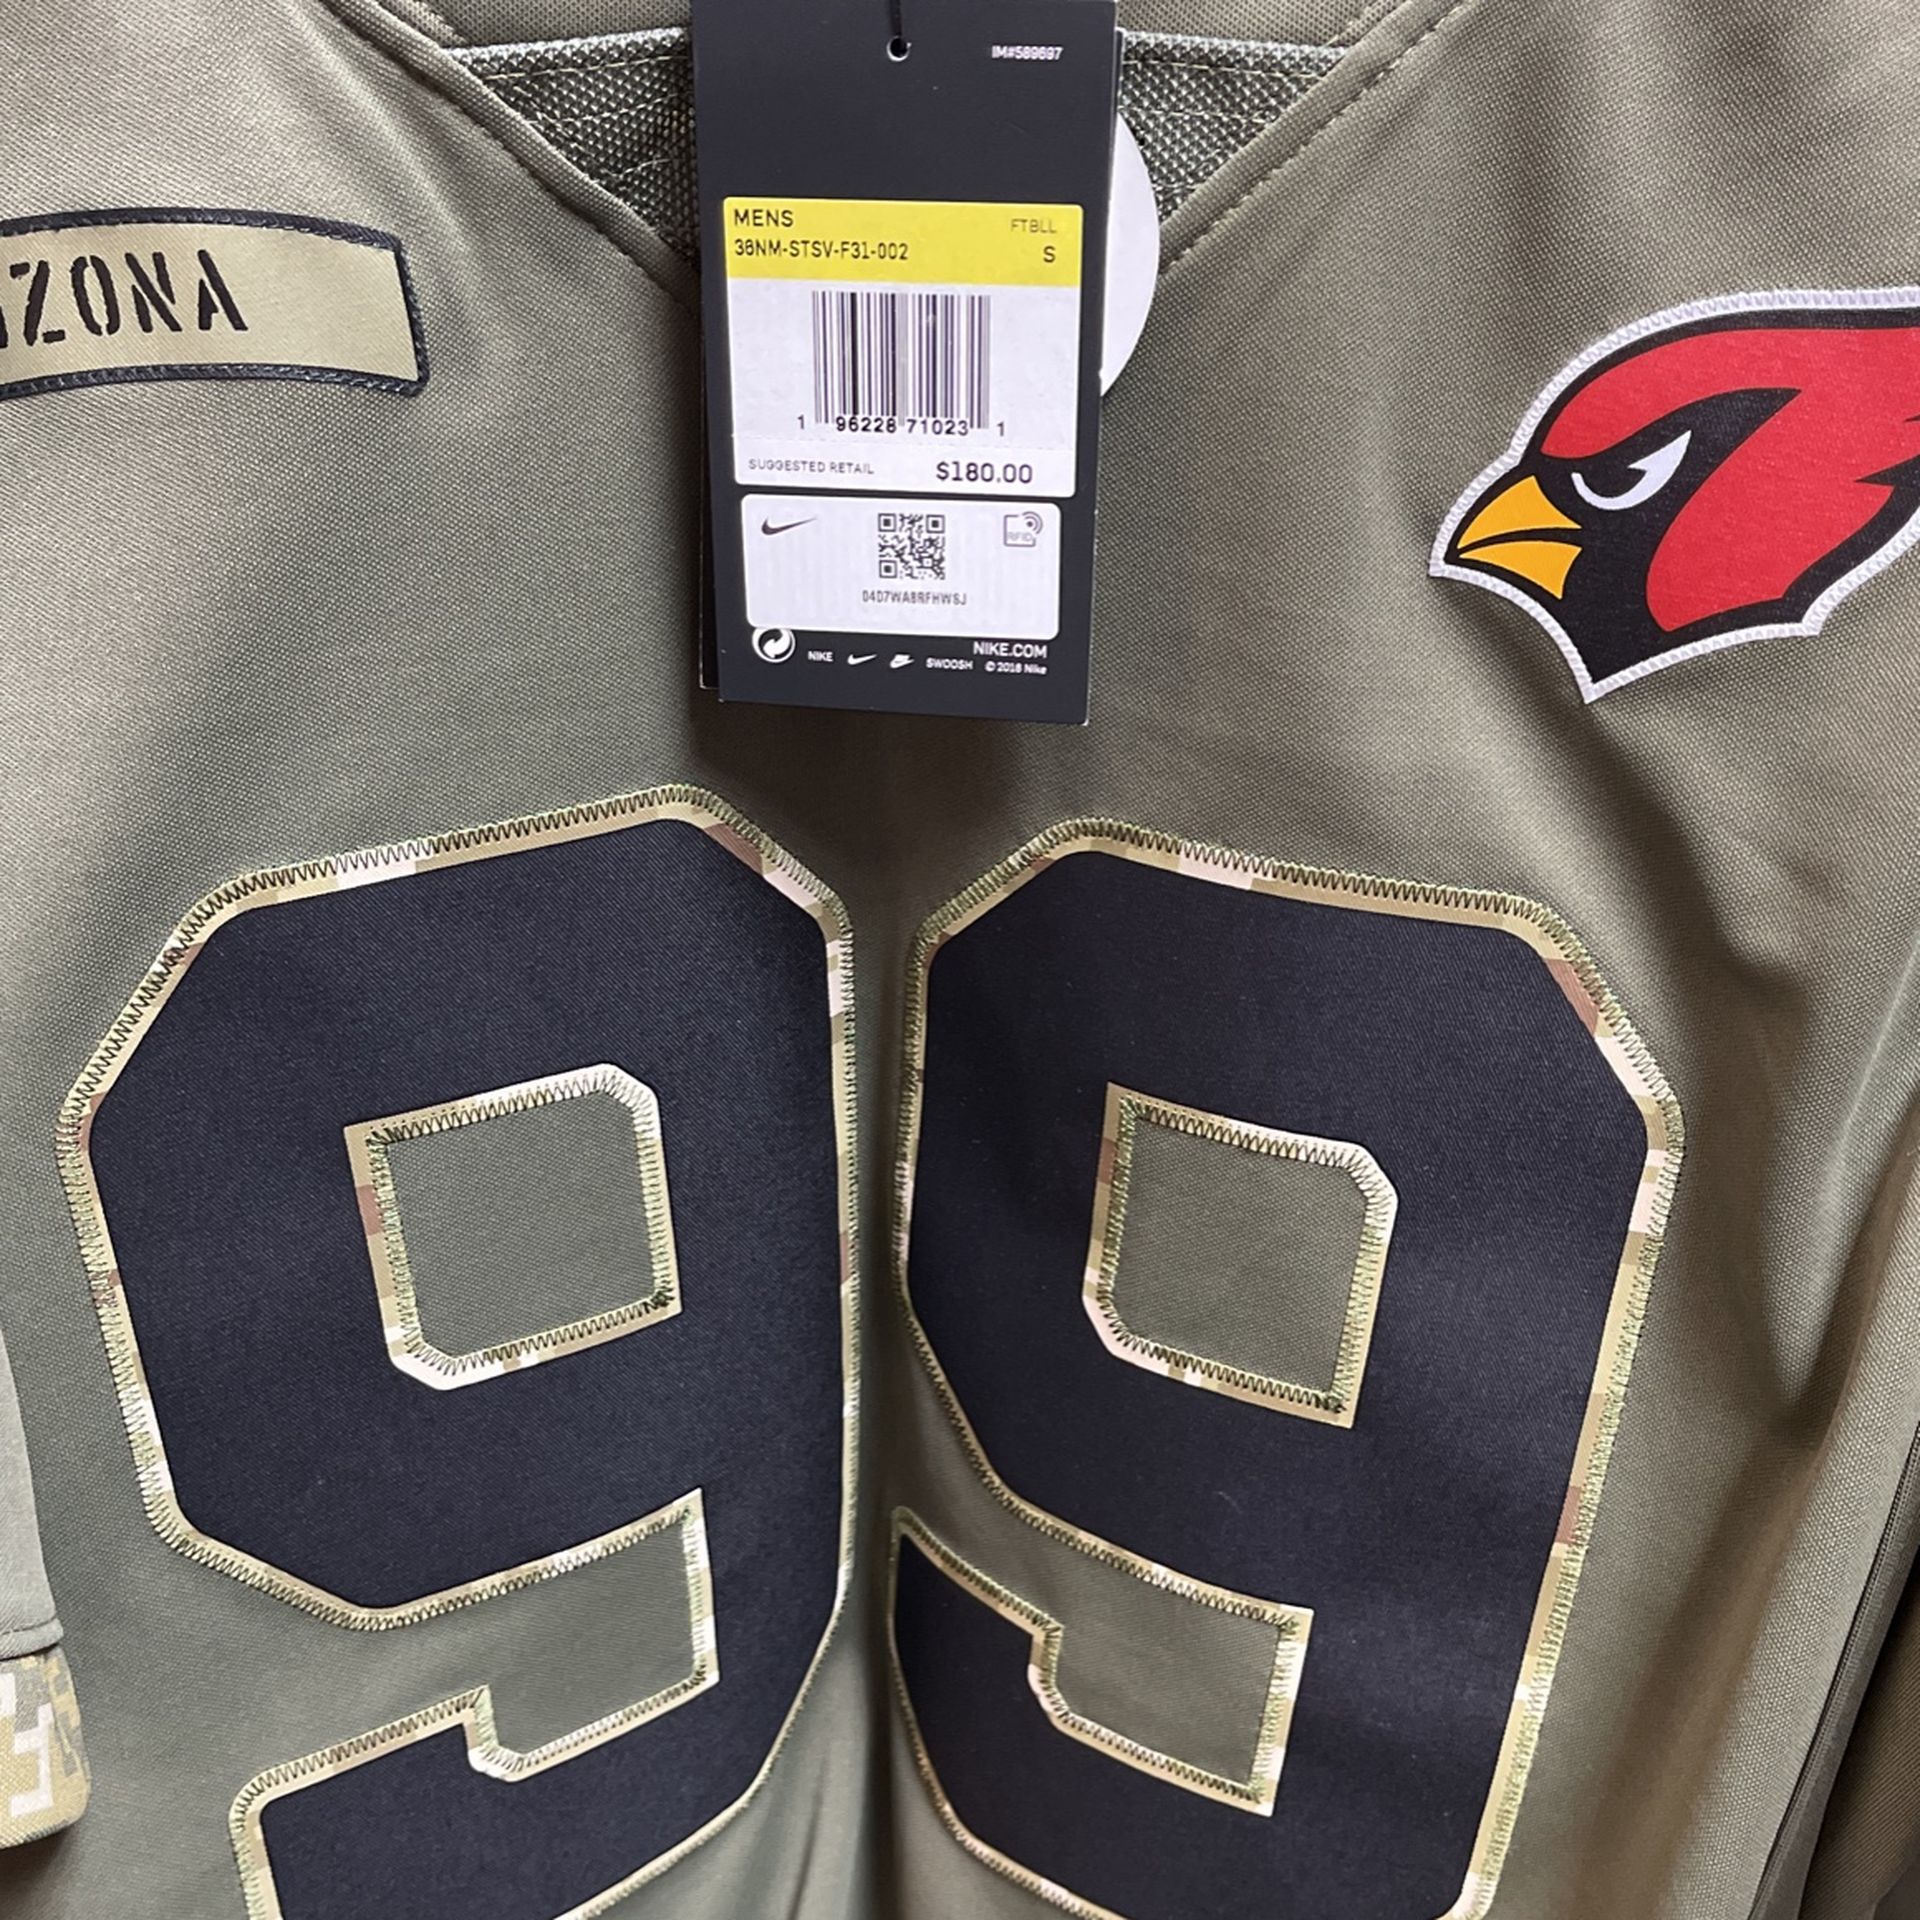 IM#589697
MENS FTBLL
36NM-STSV-F31-002 S
1 96228 71023 1
SUGGESTED RETAIL $180.00
RFID
04D7WA8RFHWSJ
NIKE.COM
NIKE SWOOSH © 2018 Nike
ZONA
99